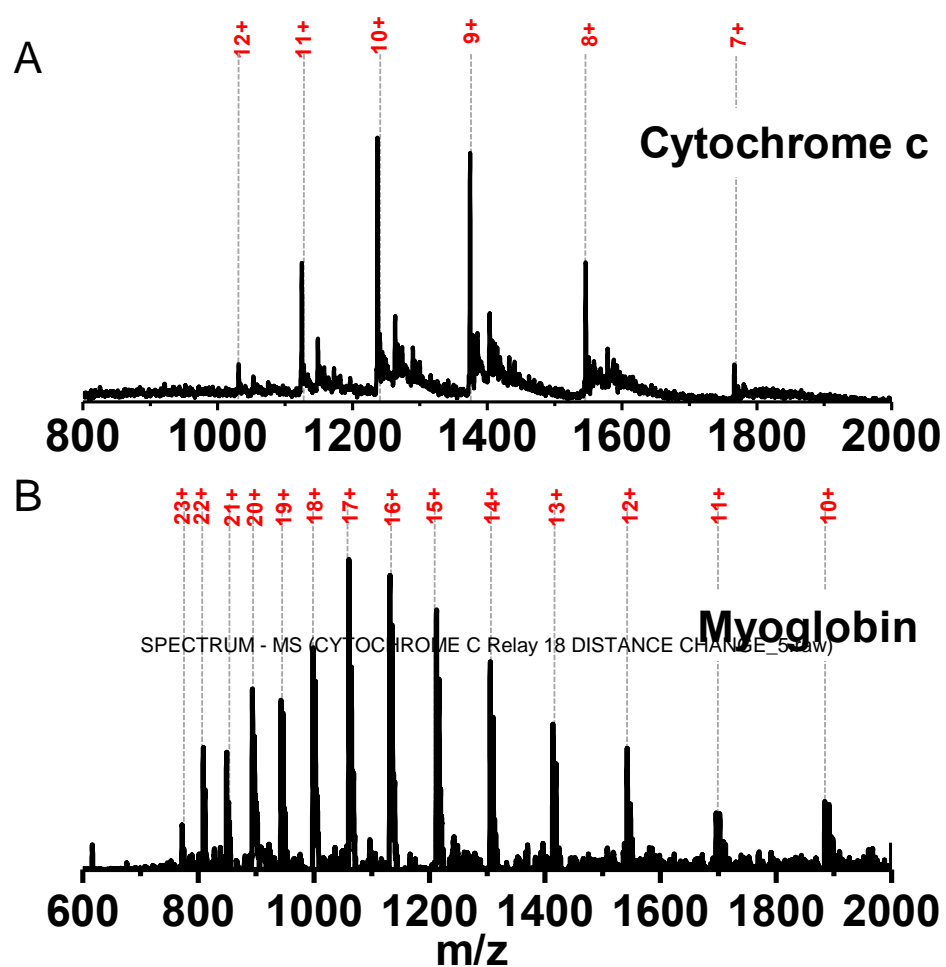 A
12+ 11+ 10+ 9+ 8+ 7+
Cytochrome c
800 1000 1200 1400 1600 1800 2000
B
23+ 22+ 21+ 20+ 19+ 18+ 17+ 16+ 15+ 14+ 13+ 12+ 11+ 10+
Myoglobin
SPECTRUM - MS (CYTOCHROME C Relay 18 DISTANCE CHANGE_5.raw)
600 800 1000 1200 1400 1600 1800 2000
m/z